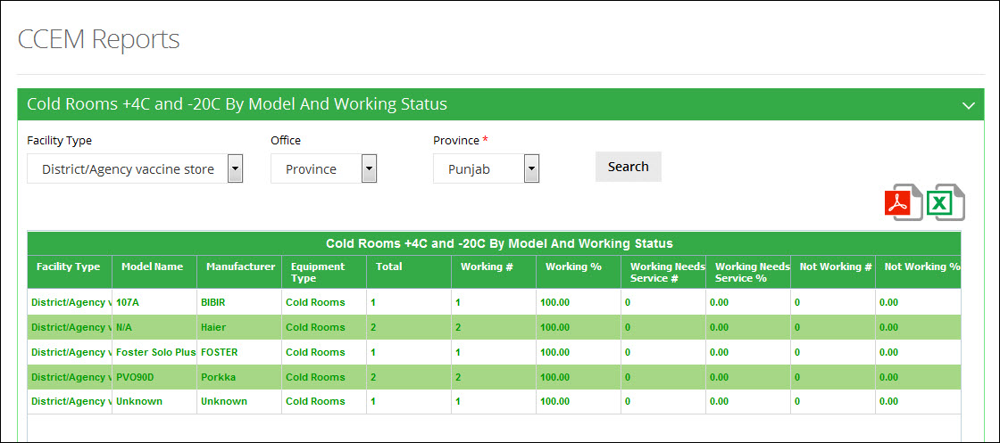 CCEM Reports
Cold Rooms +4C and -20C By Model And Working Status
Facility Type Office Province *
District/Agency vaccine store Province Punjab Search
Cold Rooms +4C and -20C By Model And Working Status
Facility Type Model Name Manufacturer Equipment Type Total Working # Working % Working Needs Service # Working Needs Service % Not Working # Not Working %
District/Agency v 107A BIBIR Cold Rooms 1 1 100.00 0 0.00 0 0.00
District/Agency v N/A Haier Cold Rooms 2 2 100.00 0 0.00 0 0.00
District/Agency v Foster Solo Plus FOSTER Cold Rooms 1 1 100.00 0 0.00 0 0.00
District/Agency v PVO90D Porkka Cold Rooms 2 2 100.00 0 0.00 0 0.00
District/Agency v Unknown Unknown Cold Rooms 1 1 100.00 0 0.00 0 0.00